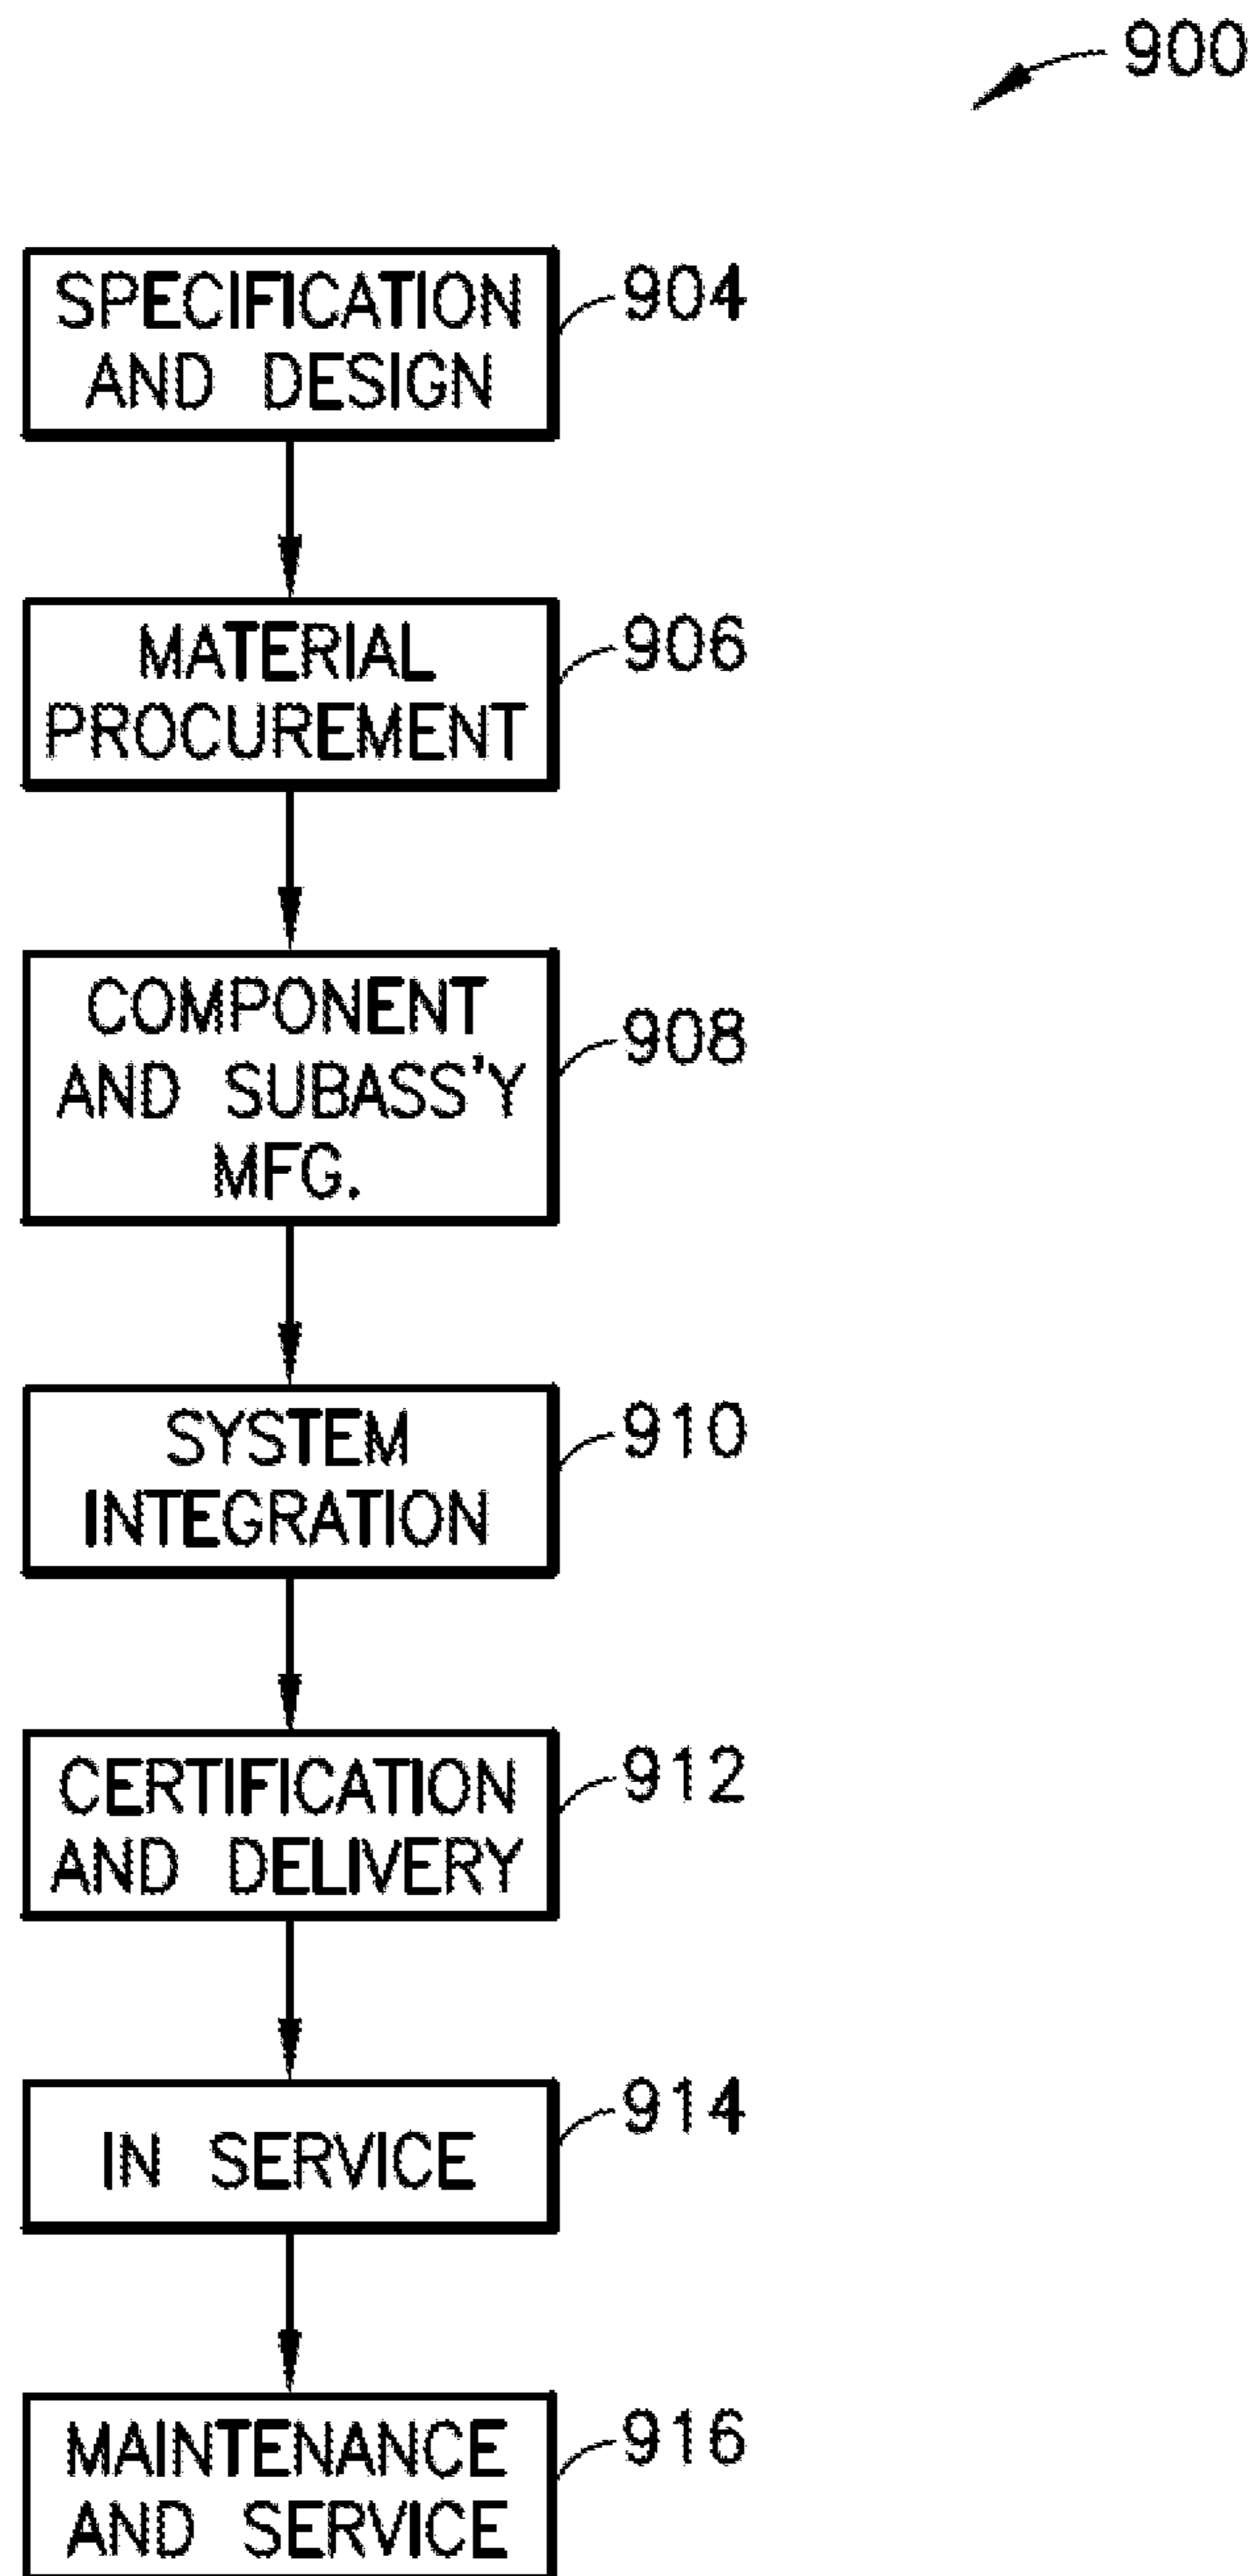 900
SPECIFICATION
AND DESIGN
904
MATERIAL
PROCUREMENT
906
COMPONENT
AND SUBASS'Y
MFG.
908
SYSTEM
INTEGRATION
910
CERTIFICATION
AND DELIVERY
912
IN SERVICE
914
MAINTENANCE
AND SERVICE
916